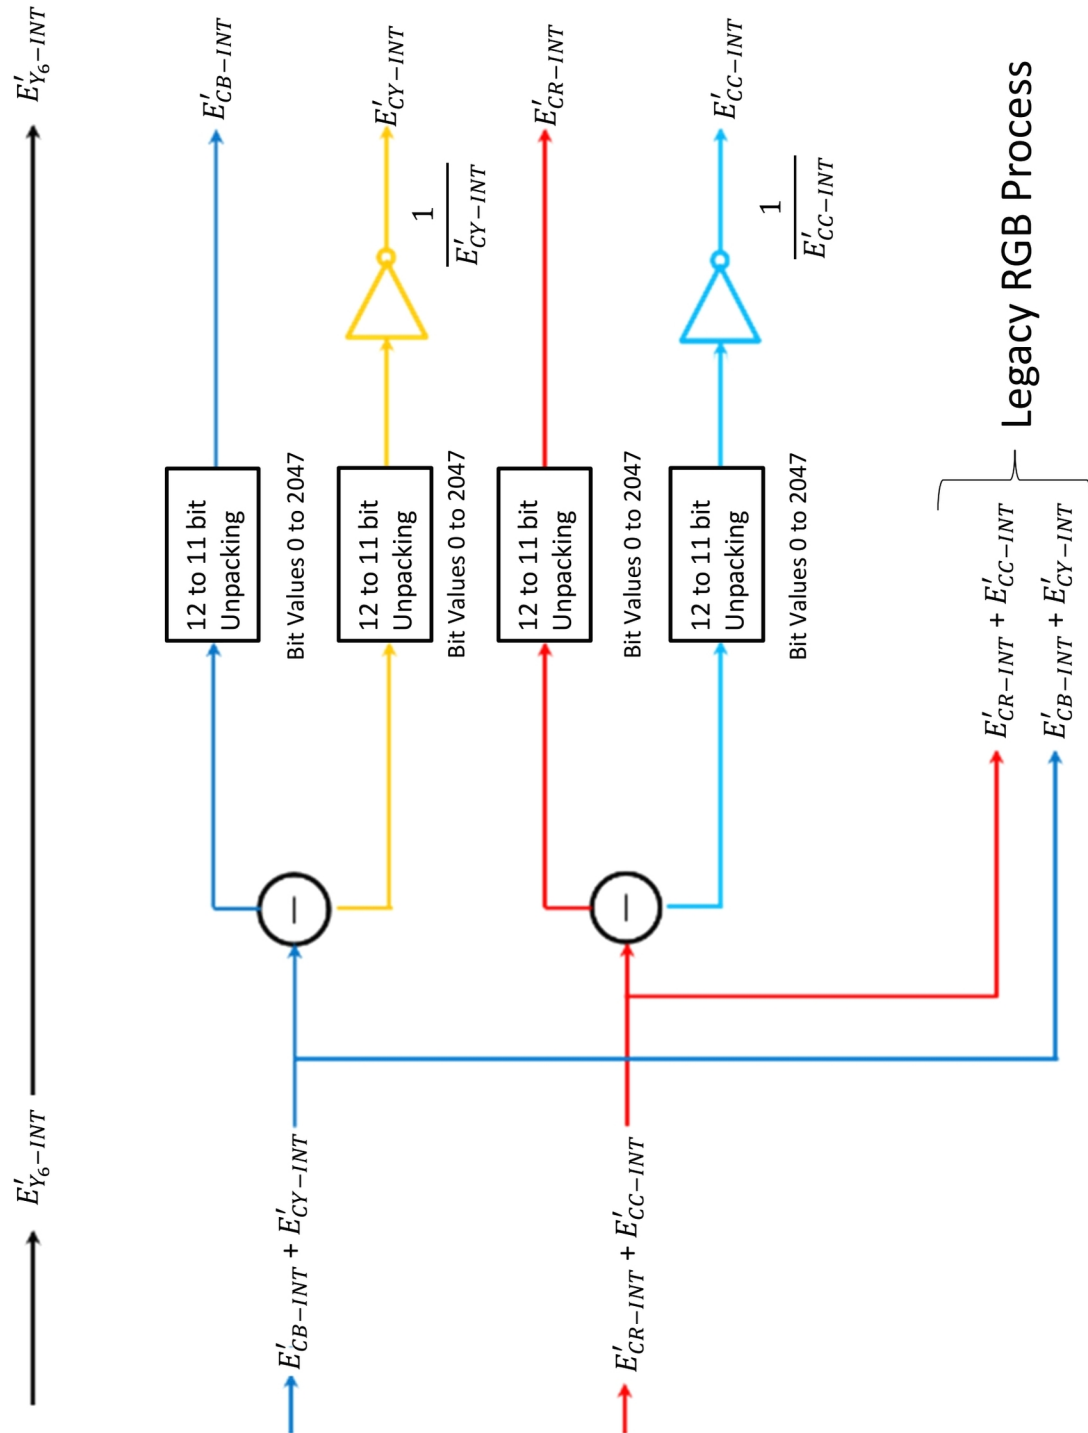 E′Y₆−INT
E′Y₆−INT
E′CB−INT + E′CY−INT
12 to 11 bit
Unpacking
Bit Values 0 to 2047
E′CB−INT
12 to 11 bit
Unpacking
Bit Values 0 to 2047
E′CY−INT
1
E′CY−INT
E′CR−INT + E′CC−INT
12 to 11 bit
Unpacking
Bit Values 0 to 2047
E′CR−INT
12 to 11 bit
Unpacking
Bit Values 0 to 2047
E′CC−INT
1
E′CC−INT
E′CR−INT + E′CC−INT
E′CB−INT + E′CY−INT
Legacy RGB Process